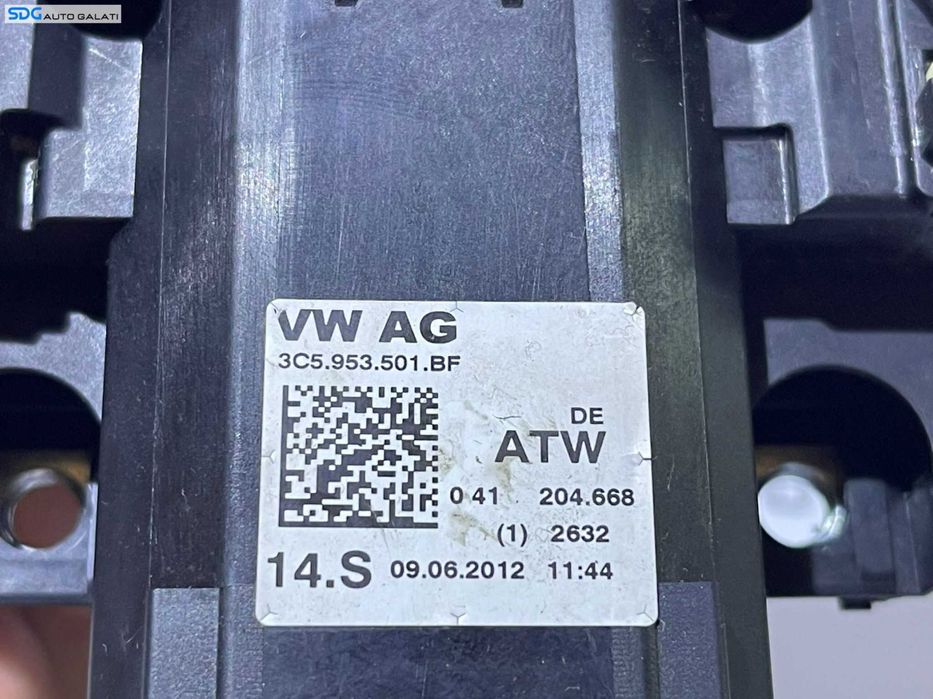 SDG AUTO GALATI
VW AG
3C5.953.501.BF
DE
ATW
0 41 204.668
(1) 2632
14.S 09.06.2012 11:44